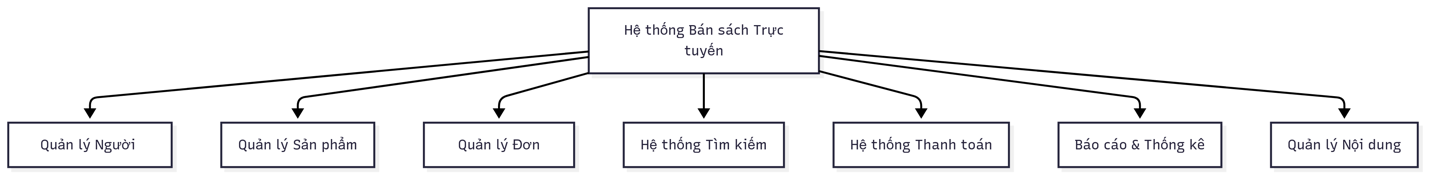 Hệ thống Bán sách Trực
tuyến
Quản lý Người
Quản lý Sản phẩm
Quản lý Đơn
Hệ thống Tìm kiếm
Hệ thống Thanh toán
Báo cáo & Thống kê
Quản lý Nội dung